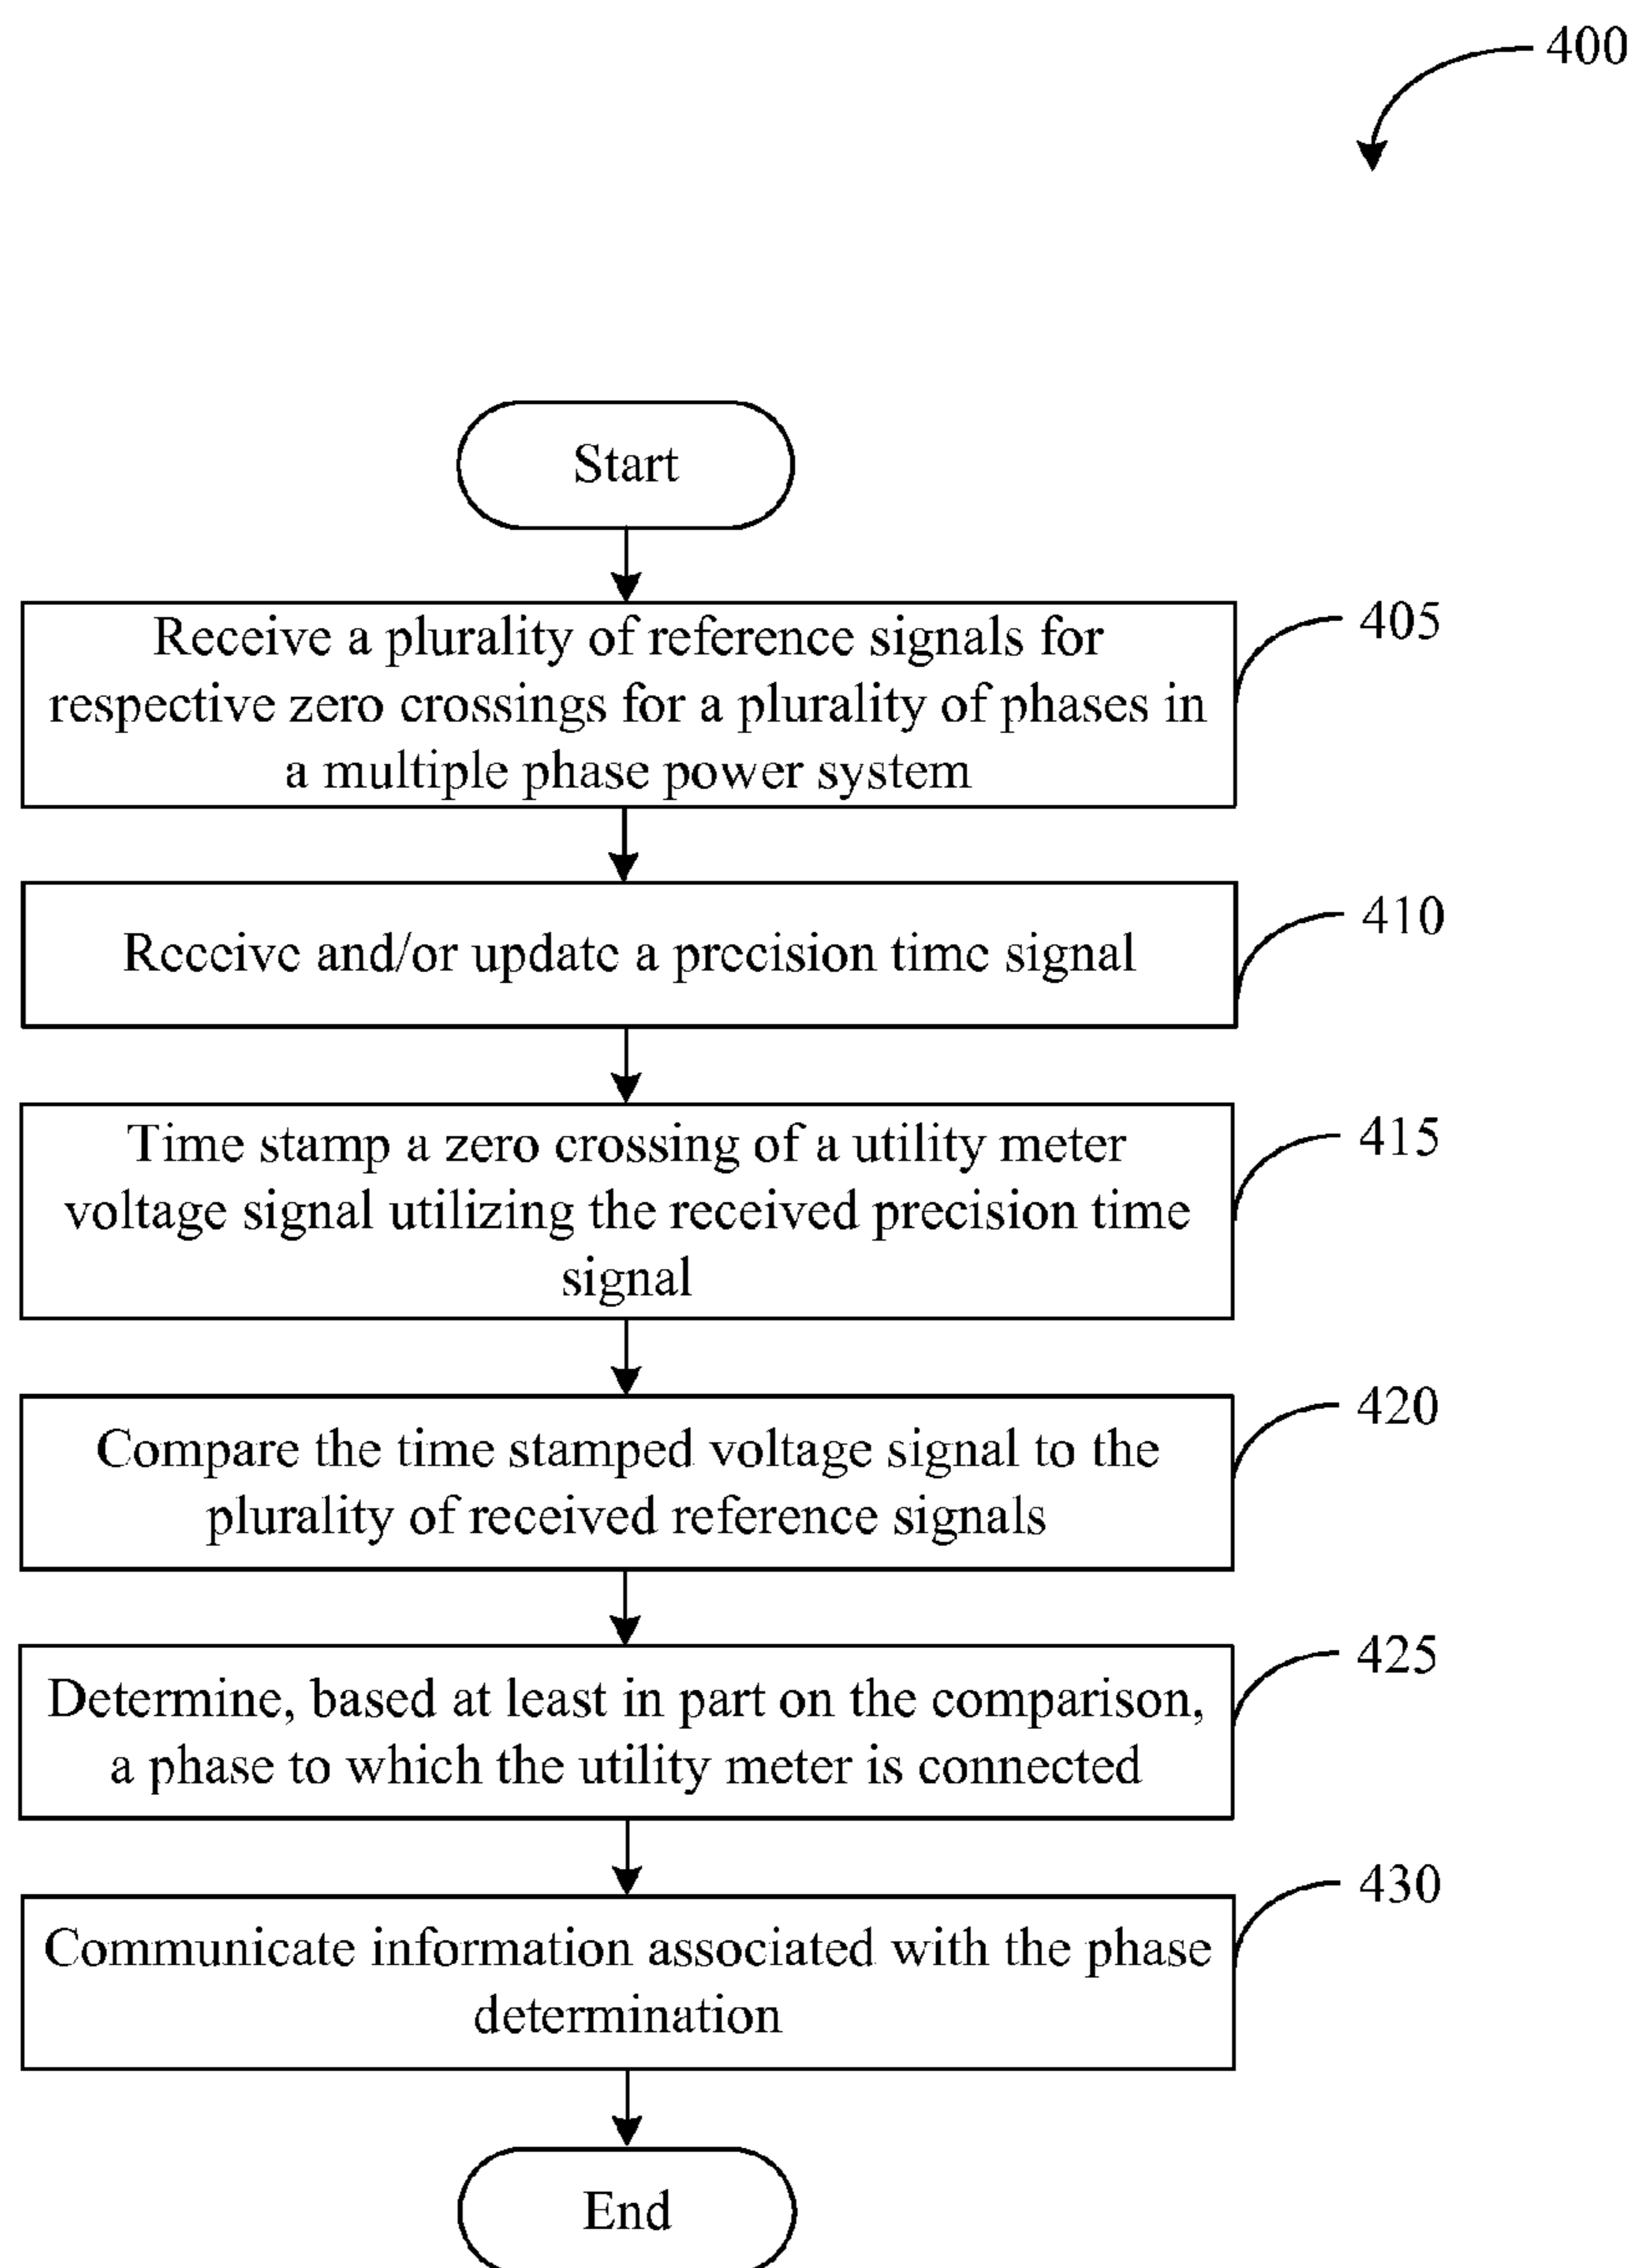 400
Start
Receive a plurality of reference signals for
respective zero crossings for a plurality of phases in
a multiple phase power system
405
Receive and/or update a precision time signal
410
Time stamp a zero crossing of a utility meter
voltage signal utilizing the received precision time
signal
415
Compare the time stamped voltage signal to the
plurality of received reference signals
420
Determine, based at least in part on the comparison,
a phase to which the utility meter is connected
425
Communicate information associated with the phase
determination
430
End